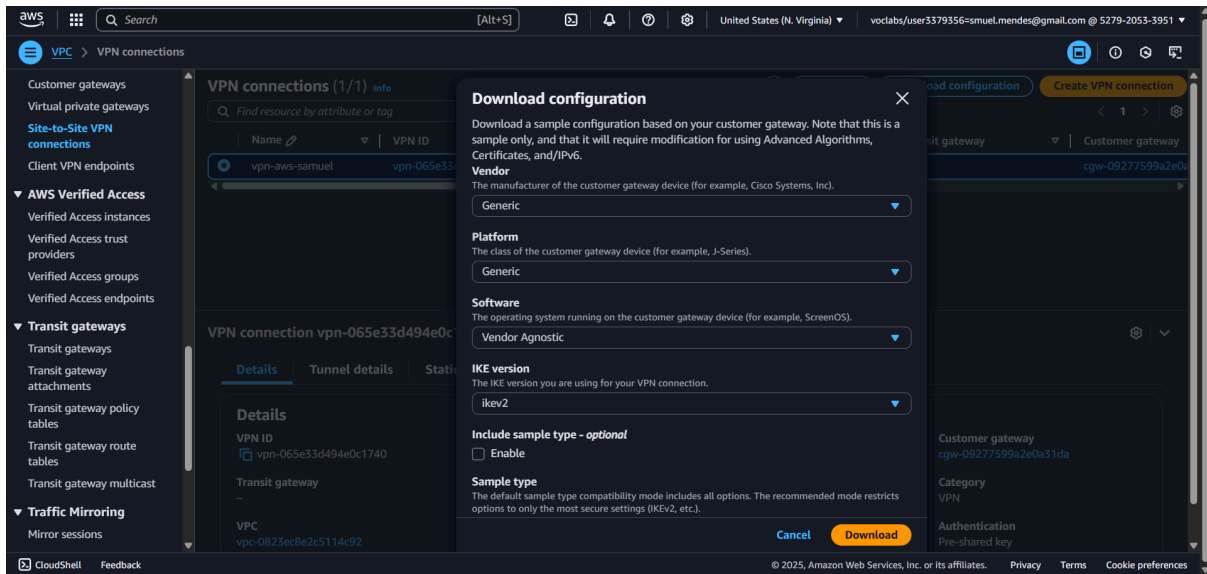 aws
Search [Alt+S]
United States (N. Virginia) voclabs/user3379356=smuel.mendes@gmail.com @ 5279-2053-3951
VPC > VPN connections
Customer gateways
Virtual private gateways
Site-to-Site VPN
connections
Client VPN endpoints
AWS Verified Access
Verified Access instances
Verified Access trust
providers
Verified Access groups
Verified Access endpoints
Transit gateways
Transit gateways
Transit gateway
attachments
Transit gateway policy
tables
Transit gateway route
tables
Transit gateway multicast
Traffic Mirroring
Mirror sessions
VPN connections (1/1) Info
Find resource by attribute or tag
configuration
Create VPN connection
1
Name VPN ID gateway Customer gateway
vpn-aws-samuel
VPN connection
Details Tunnel details
Details
VPN ID
vpn-065e33d494e0c1740
Transit gateway
–
VPC
vpc-0823ec8e2c5114c92
Customer gateway
cgw-09277599a2e0a31da
Category
VPN
Authentication
Pre-shared key
Download configuration
Download a sample configuration based on your customer gateway. Note that this is a
sample only, and that it will require modification for using Advanced Algorithms,
Certificates, and/IPv6.
Vendor
The manufacturer of the customer gateway device (for example, Cisco Systems, Inc).
Generic
Platform
The class of the customer gateway device (for example, J-Series).
Generic
Software
The operating system running on the customer gateway device (for example, ScreenOS).
Vendor Agnostic
IKE version
The IKE version you are using for your VPN connection.
ikev2
Include sample type - optional
Enable
Sample type
The default sample type compatibility mode includes all options. The recommended mode restricts
options to only the most secure settings (IKEv2, etc.).
Cancel
Download
CloudShell Feedback
© 2025, Amazon Web Services, Inc. or its affiliates. Privacy Terms Cookie preferences